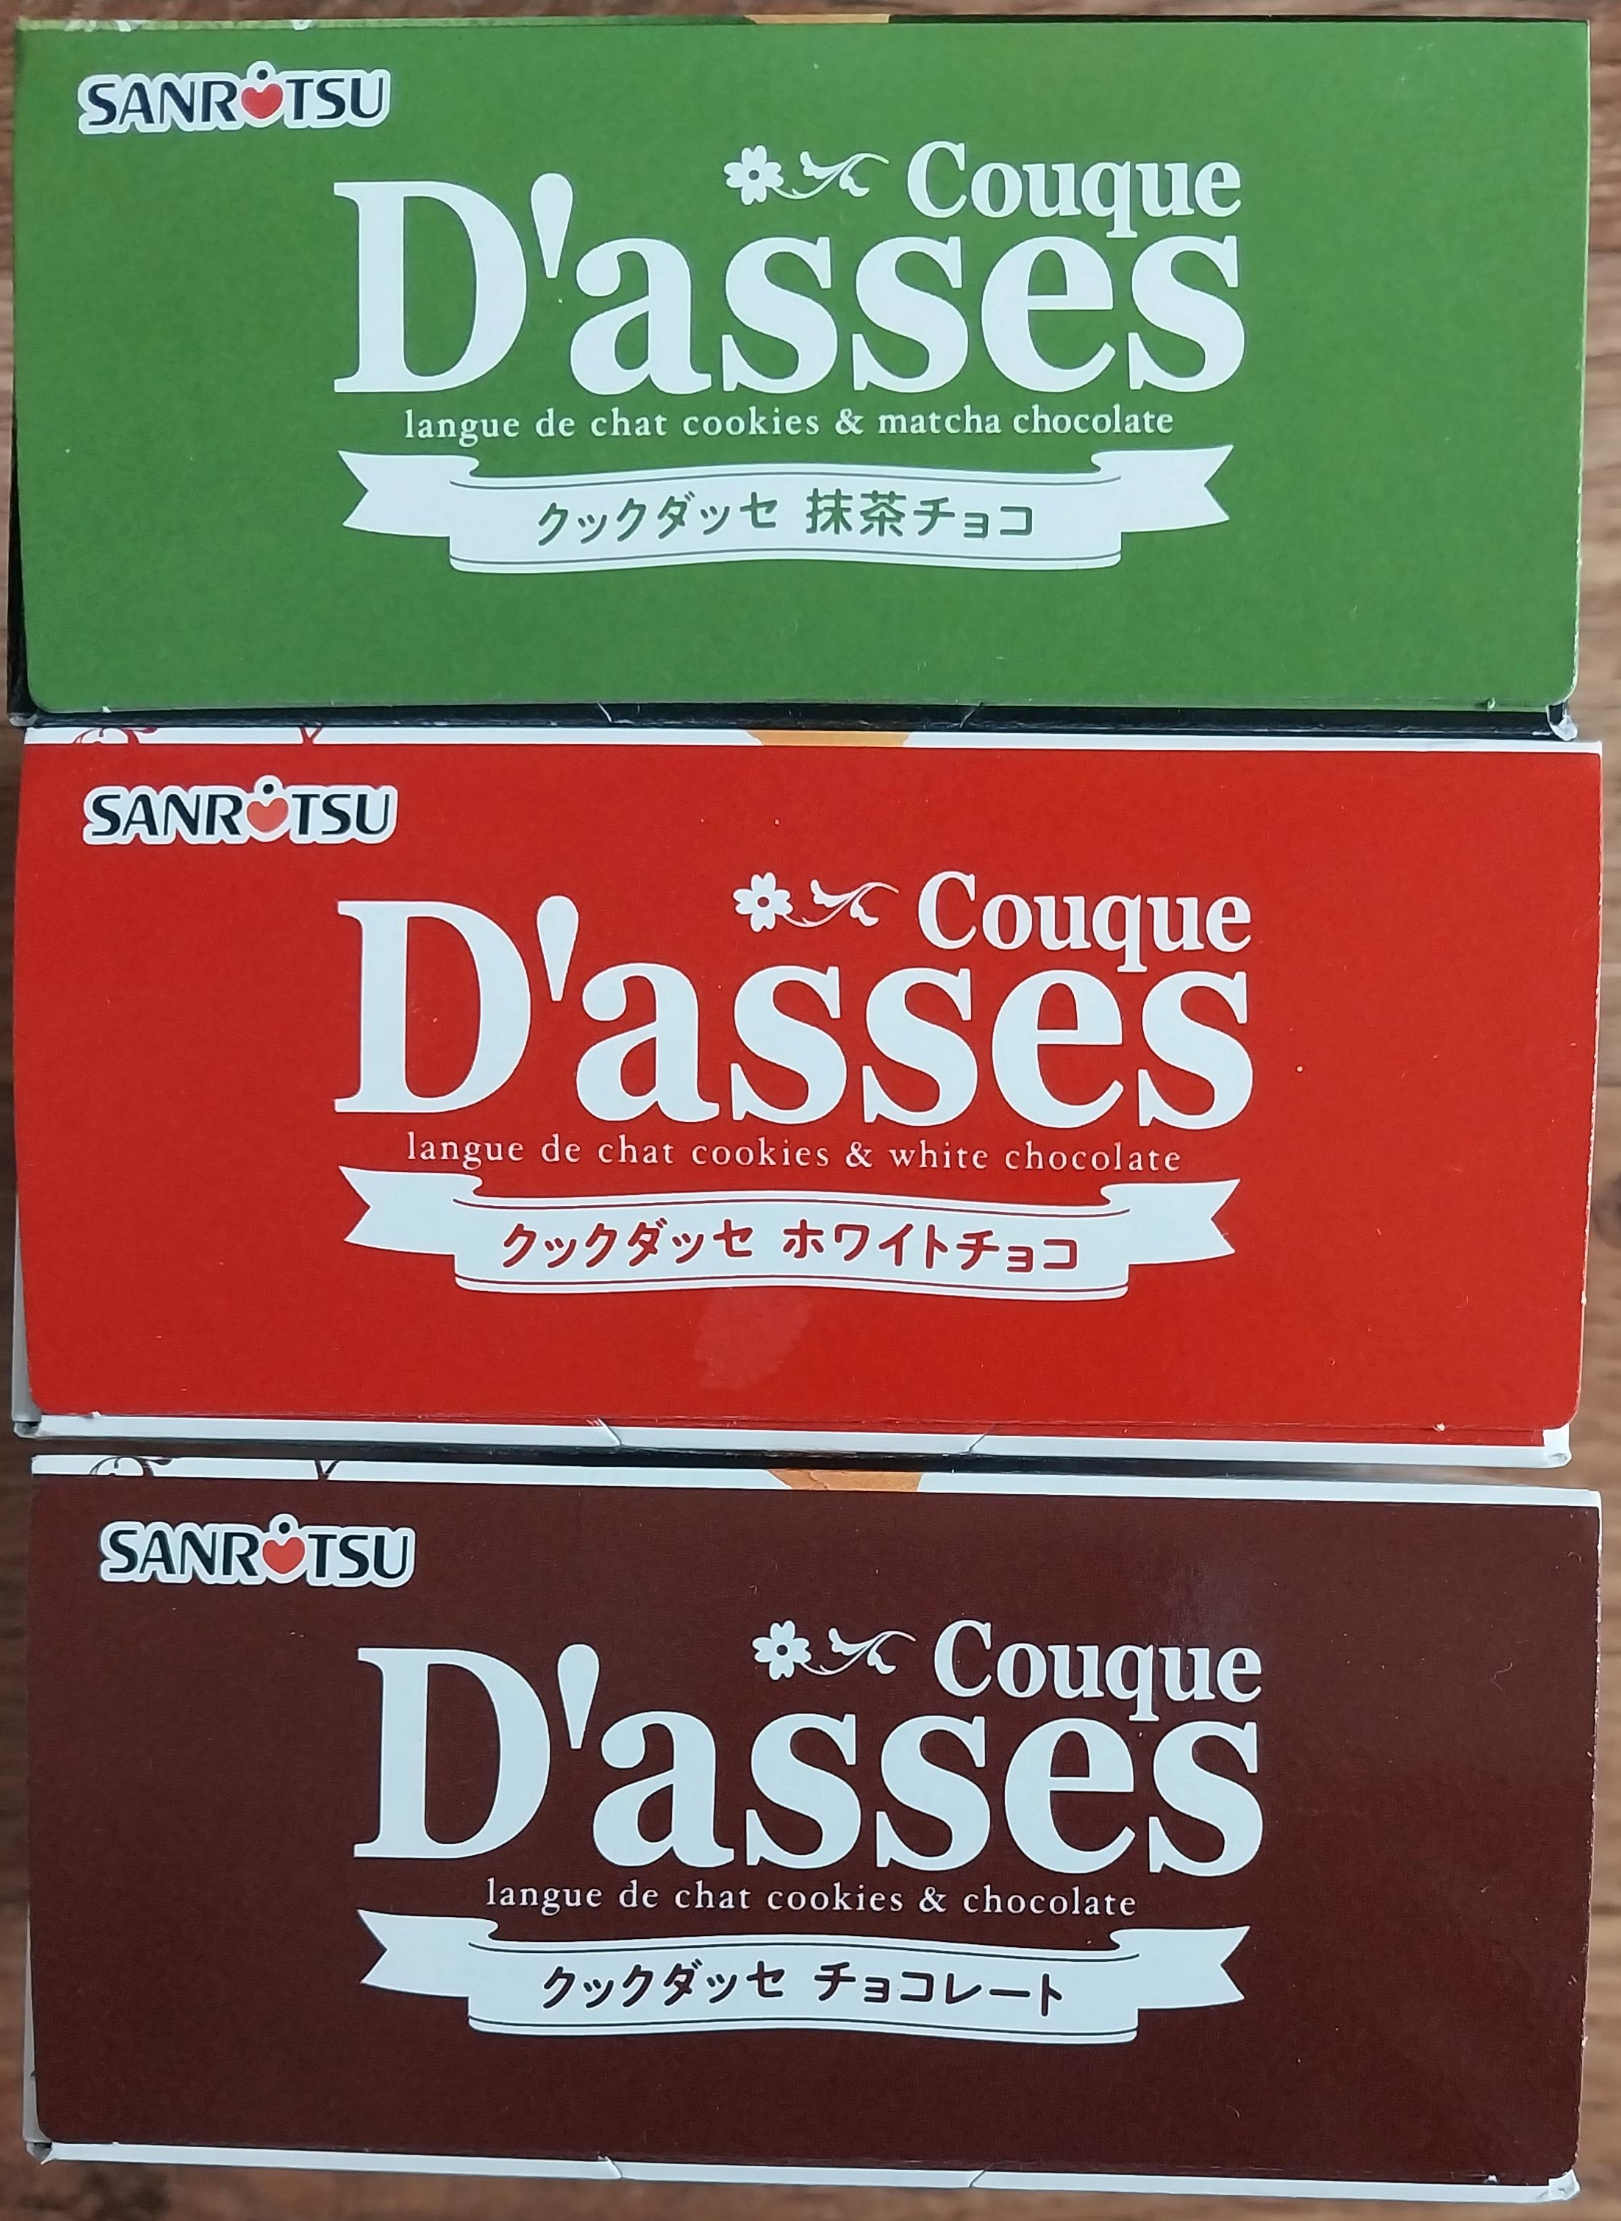 SANRITSU
Couque
D'asses
langue de chat cookies & matcha chocolate
クックダッセ 抹茶チョコ
SANRITSU
Couque
D'asses
langue de chat cookies & white chocolate
クックダッセ ホワイトチョコ
SANRITSU
Couque
D'asses
langue de chat cookies & chocolate
クックダッセ チョコレート